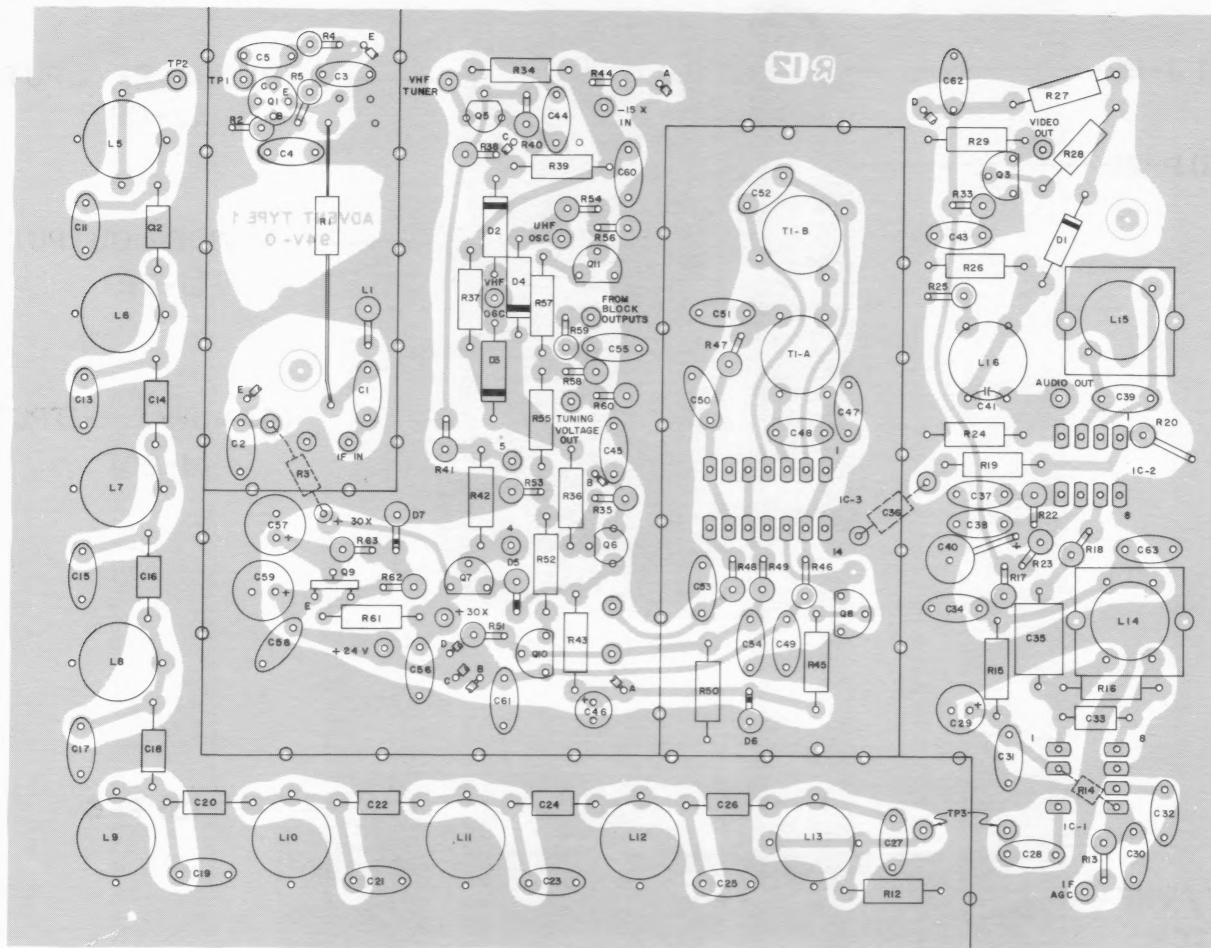 R4
E
C5
R5
C3
TP2
TP1
C
Q1
E
B
R2
C4
L5
C11
C12
R1
ADVENT TYPE 1
94V-0
L6
L1
C13
C14
E
C1
C2
R3
IF IN
L7
C57
+
+ 30X
D7
R63
C15
C16
C59
+
Q9
E
R62
R61
C58
+ 24 V
L8
C17
C18
VHF
TUNER
R34
R44
A
-15 X
IN
Q5
C44
C
R40
R38
R39
C60
R54
D2
UHF
OSC
R56
Q11
R37
VHF
OSC
D4
R57
FROM
BLOCK
OUTPUTS
R59
C55
D3
R58
R60
R55
TUNING
VOLTAGE
OUT
R41
5
C45
R42
R53
R36
B
R35
4
Q6
R52
Q7
D5
+ 30X
R51
D
Q10
R43
C
B
C56
C61
+
C46
A
R12
C52
T1-B
C51
R47
T1-A
C50
C47
C48
1
IC-3
14
C36
R48
R49
R46
C53
Q8
C54
C49
R45
R50
D6
C62
R27
D
VIDEO
OUT
R29
R28
Q3
R33
C43
D1
R26
R25
L15
L16
C41
AUDIO OUT
C39
1
R20
R24
R19
IC-2
C37
R22
8
C38
C40
+
R23
R18
C63
R17
C34
C35
L14
R15
R16
C29
+
C33
1
8
C31
R14
IC-1
C32
L9
C20
L10
C22
L11
C24
L12
C26
L13
C27
TP3
C28
R13
C30
C19
C21
C23
C25
R12
IF
AGC